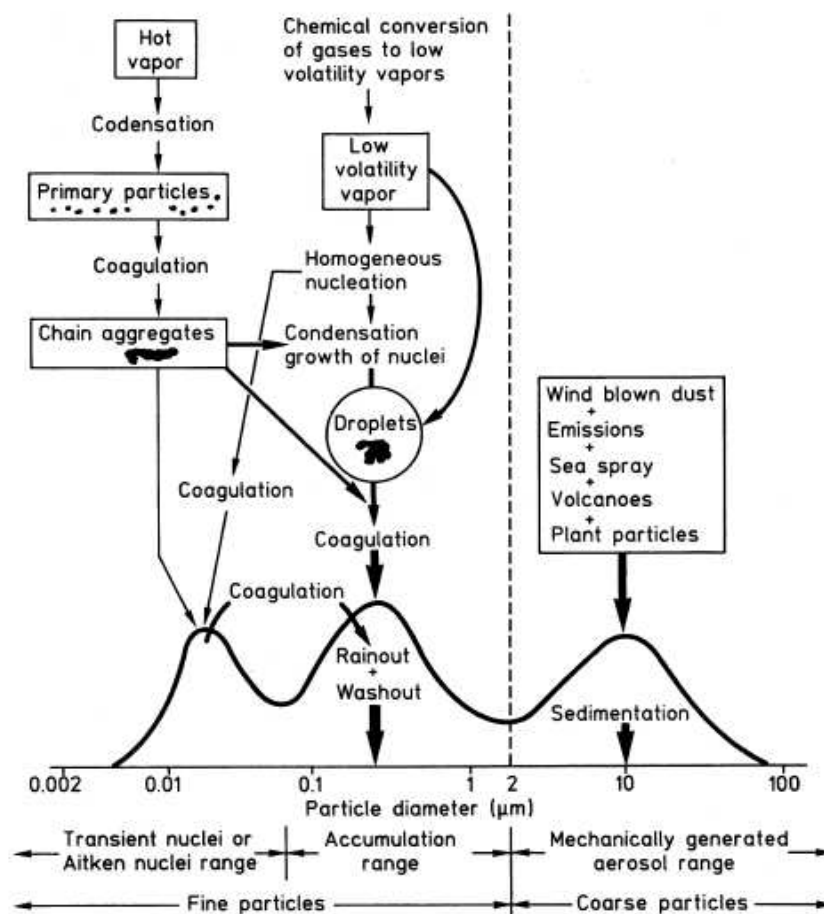 Hot
vapor
Codensation
Primary particles
Coagulation
Chain aggregates
Chemical conversion
of gases to low
volatility vapors
Low
volatility
vapor
Homogeneous
nucleation
Condensation
growth of nuclei
Droplets
Coagulation
Coagulation
Coagulation
Rainout
+
Washout
Wind blown dust
+
Emissions
+
Sea spray
+
Volcanoes
+
Plant particles
Sedimentation
0.002 0.01 0.1 1 2 10 100
Particle diameter (µm)
Transient nuclei or
Aitken nuclei range
Accumulation
range
Mechanically generated
aerosol range
Fine particles
Coarse particles